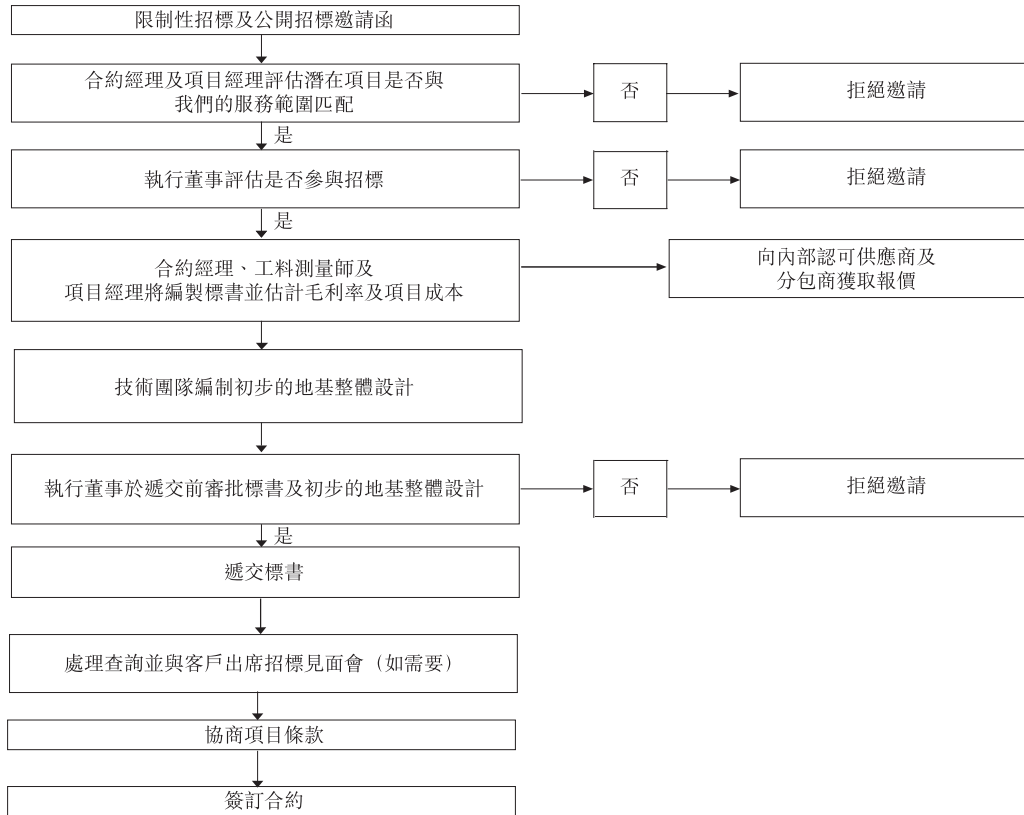 限制性招標及公開招標邀請函
合約經理及項目經理評估潛在項目是否與
我們的服務範圍匹配
否
拒絕邀請
是
執行董事評估是否參與招標
否
拒絕邀請
是
合約經理、工料測量師及
項目經理將編製標書並估計毛利率及項目成本
向內部認可供應商及
分包商獲取報價
技術團隊編制初步的地基整體設計
執行董事於遞交前審批標書及初步的地基整體設計
否
拒絕邀請
是
遞交標書
處理查詢並與客戶出席招標見面會（如需要）
協商項目條款
簽訂合約